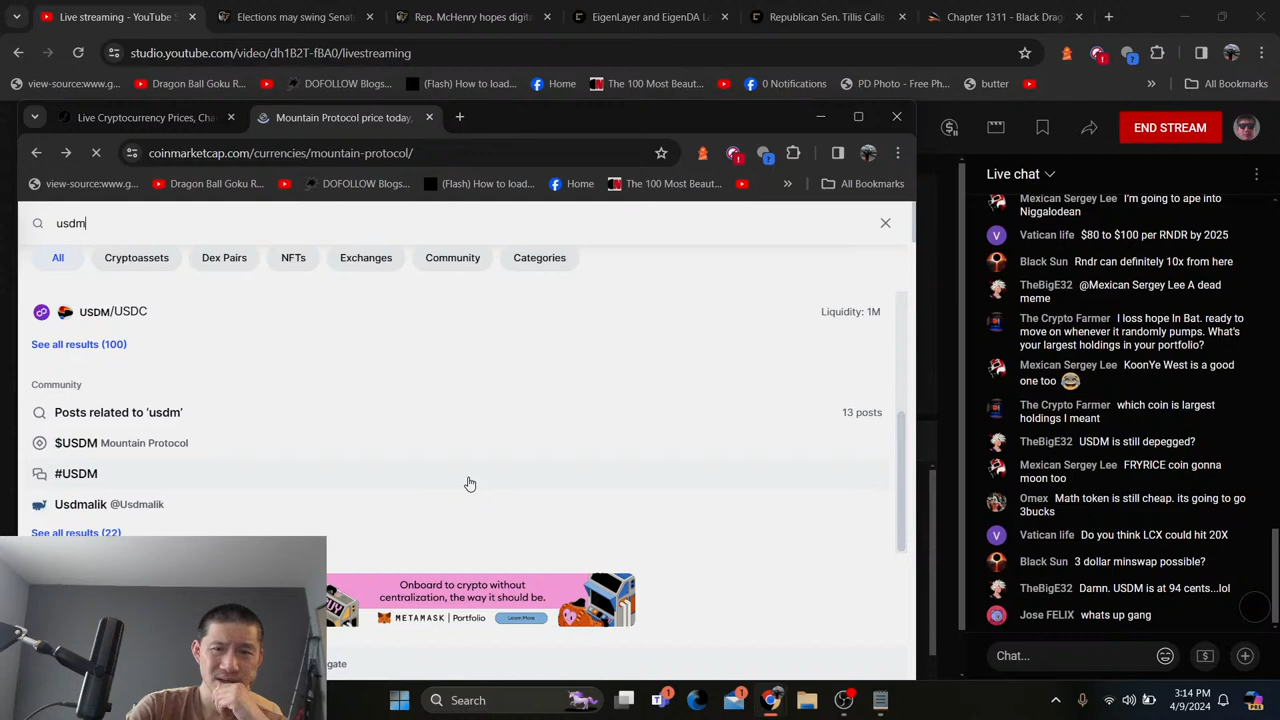 Live streaming - YouTube S
Elections may swing Senat
Rep. McHenry hopes digita
EigenLayer and EigenDA L
Republican Sen. Tillis Calls
Chapter 1311 - Black Drag
studio.youtube.com/video/dh1B2T-fBA0/livestreaming
view-source:www.g...
Dragon Ball Goku R...
DOFOLLOW Blogs...
(Flash) How to load...
Home
The 100 Most Beaut...
0 Notifications
PD Photo - Free Ph...
butter
All Bookmarks
Live Cryptocurrency Prices, Cha
Mountain Protocol price today,
coinmarketcap.com/currencies/mountain-protocol/
view-source:www.g...
Dragon Ball Goku R...
DOFOLLOW Blogs...
(Flash) How to load...
Home
The 100 Most Beaut...
All Bookmarks
usdm
All
Cryptoassets
Dex Pairs
NFTs
Exchanges
Community
Categories
USDM/USDC
Liquidity: 1M
See all results (100)
Community
Posts related to 'usdm'
13 posts
$USDM Mountain Protocol
#USDM
Usdmalik @Usdmalik
See all results (22)
Onboard to crypto without
centralization, the way it should be.
METAMASK | Portfolio
Learn More
gate
END STREAM
Live chat
Mexican Sergey Lee I'm going to ape into
Niggalodean
Vatican life $80 to $100 per RNDR by 2025
Black Sun Rndr can definitely 10x from here
TheBigE32 @Mexican Sergey Lee A dead
meme
The Crypto Farmer I loss hope In Bat. ready to
move on whenever it randomly pumps. What's
your largest holdings in your portfolio?
Mexican Sergey Lee KoonYe West is a good
one too
The Crypto Farmer which coin is largest
holdings I meant
TheBigE32 USDM is still depegged?
Mexican Sergey Lee FRYRICE coin gonna
moon too
Omex Math token is still cheap. its going to go
3bucks
Vatican life Do you think LCX could hit 20X
Black Sun 3 dollar minswap possible?
TheBigE32 Damn. USDM is at 94 cents...lol
Jose FELIX whats up gang
Chat...
Search
3:14 PM
4/9/2024